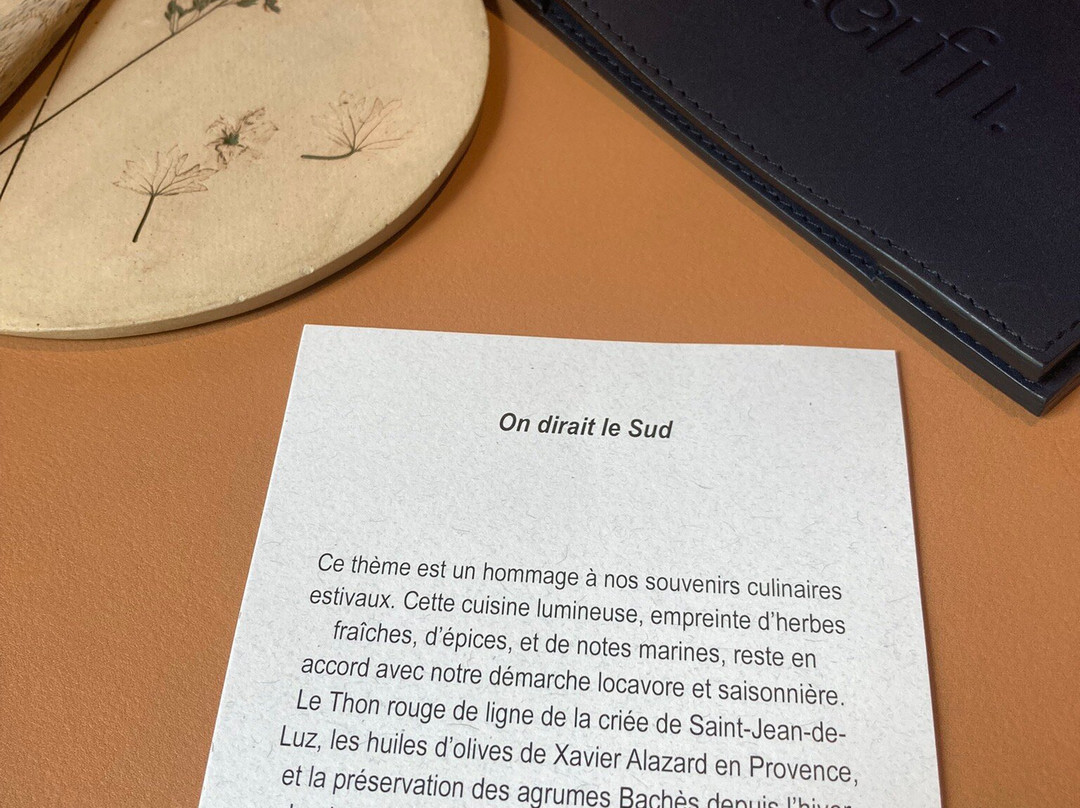 On dirait le Sud
Ce thème est un hommage à nos souvenirs culinaires
estivaux. Cette cuisine lumineuse, empreinte d'herbes
fraîches, d'épices, et de notes marines, reste en
accord avec notre démarche locavore et saisonnière.
Le Thon rouge de ligne de la criée de Saint-Jean-de-
Luz, les huiles d'olives de Xavier Alazard en Provence,
et la préservation des agrumes Bachès depuis l'hiver